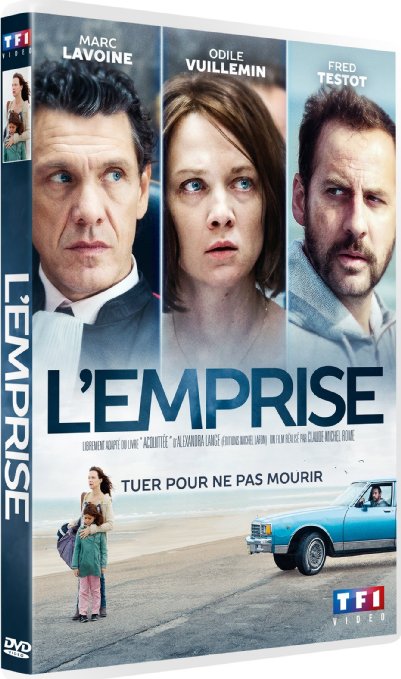 TF1
VIDEO
L'EMPRISE
DVD
VIDEO
MARC
LAVOINE
ODILE
VUILLEMIN
FRED
TESTOT
L'EMPRISE
LIBREMENT ADAPTÉ DU LIVRE "ACQUITTÉE" D'ALEXANDRA LANGE (ÉDITIONS MICHEL LAFON) UN FILM RÉALISÉ PAR CLAUDE-MICHEL ROME
TUER POUR NE PAS MOURIR
TF1
VIDEO